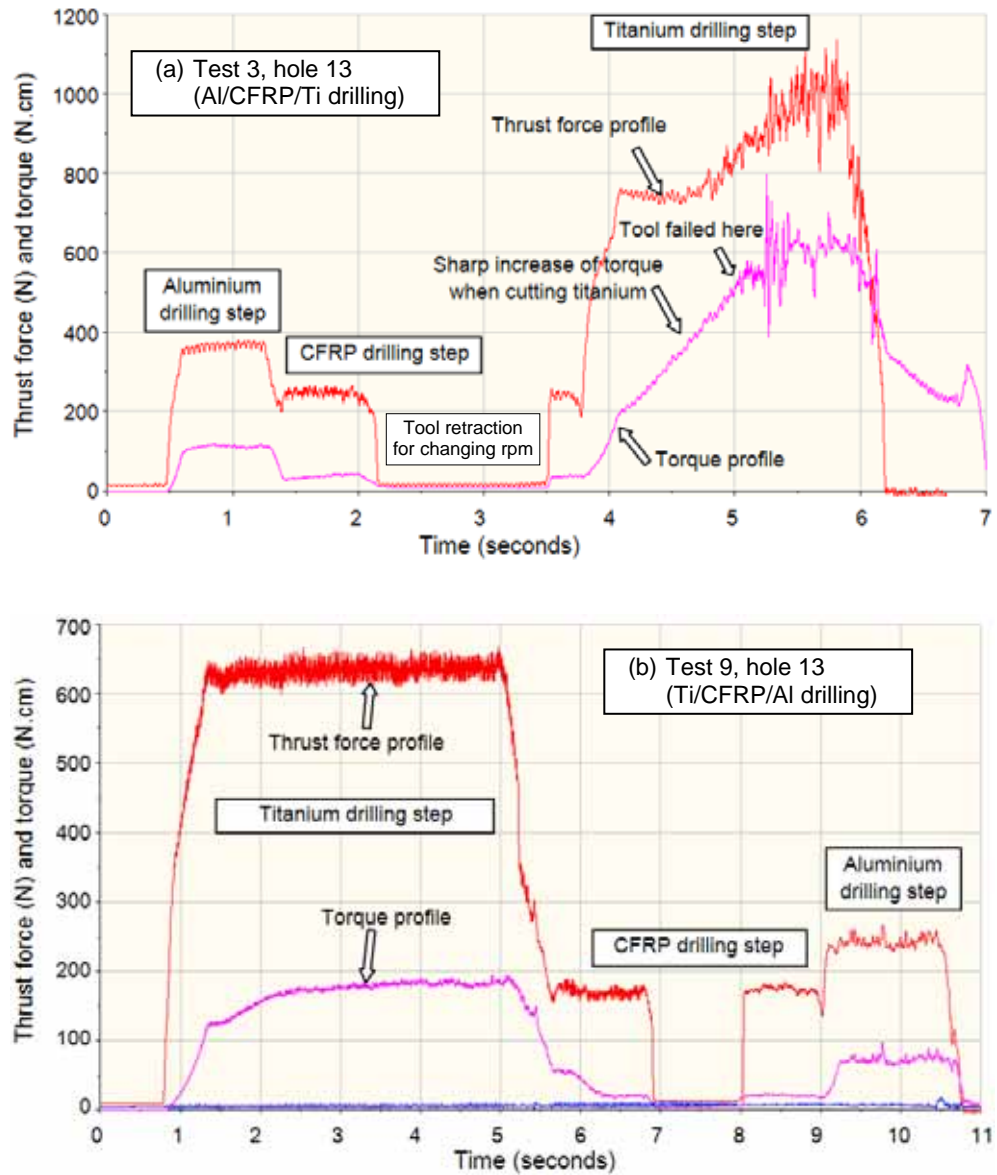 1200
1000
800
600
400
200
0
Thrust force (N) and torque (N.cm)
(a) Test 3, hole 13
(Al/CFRP/Ti drilling)
Titanium drilling step
Thrust force profile
Tool failed here
Sharp increase of torque
when cutting titanium
Aluminium
drilling step
CFRP drilling step
Tool retraction
for changing rpm
Torque profile
0 1 2 3 4 5 6 7
Time (seconds)
700
600
500
400
300
200
100
0
Thrust force (N) and torque (N.cm)
(b) Test 9, hole 13
(Ti/CFRP/Al drilling)
Thrust force profile
Titanium drilling step
Torque profile
Aluminium
drilling step
CFRP drilling step
0 1 2 3 4 5 6 7 8 9 10 11
Time (seconds)